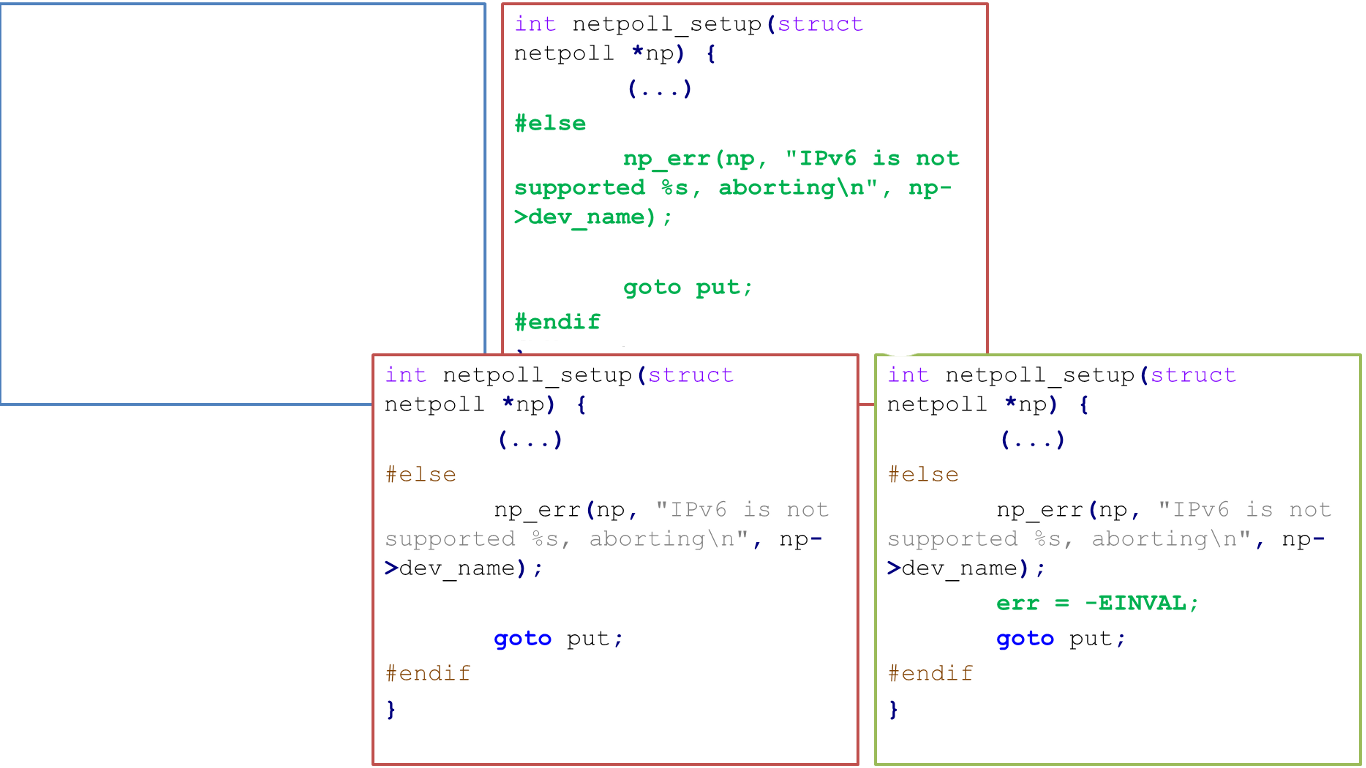 int netpoll_setup(struct
netpoll *np) {
(...)
#else
np_err(np, "IPv6 is not
supported %s, aborting\n", np-
>dev_name);
goto put;
#endif
int netpoll_setup(struct
netpoll *np) {
(...)
#else
np_err(np, "IPv6 is not
supported %s, aborting\n", np-
>dev_name);
goto put;
#endif
}
int netpoll_setup(struct
netpoll *np) {
(...)
#else
np_err(np, "IPv6 is not
supported %s, aborting\n", np-
>dev_name);
err = -EINVAL;
goto put;
#endif
}